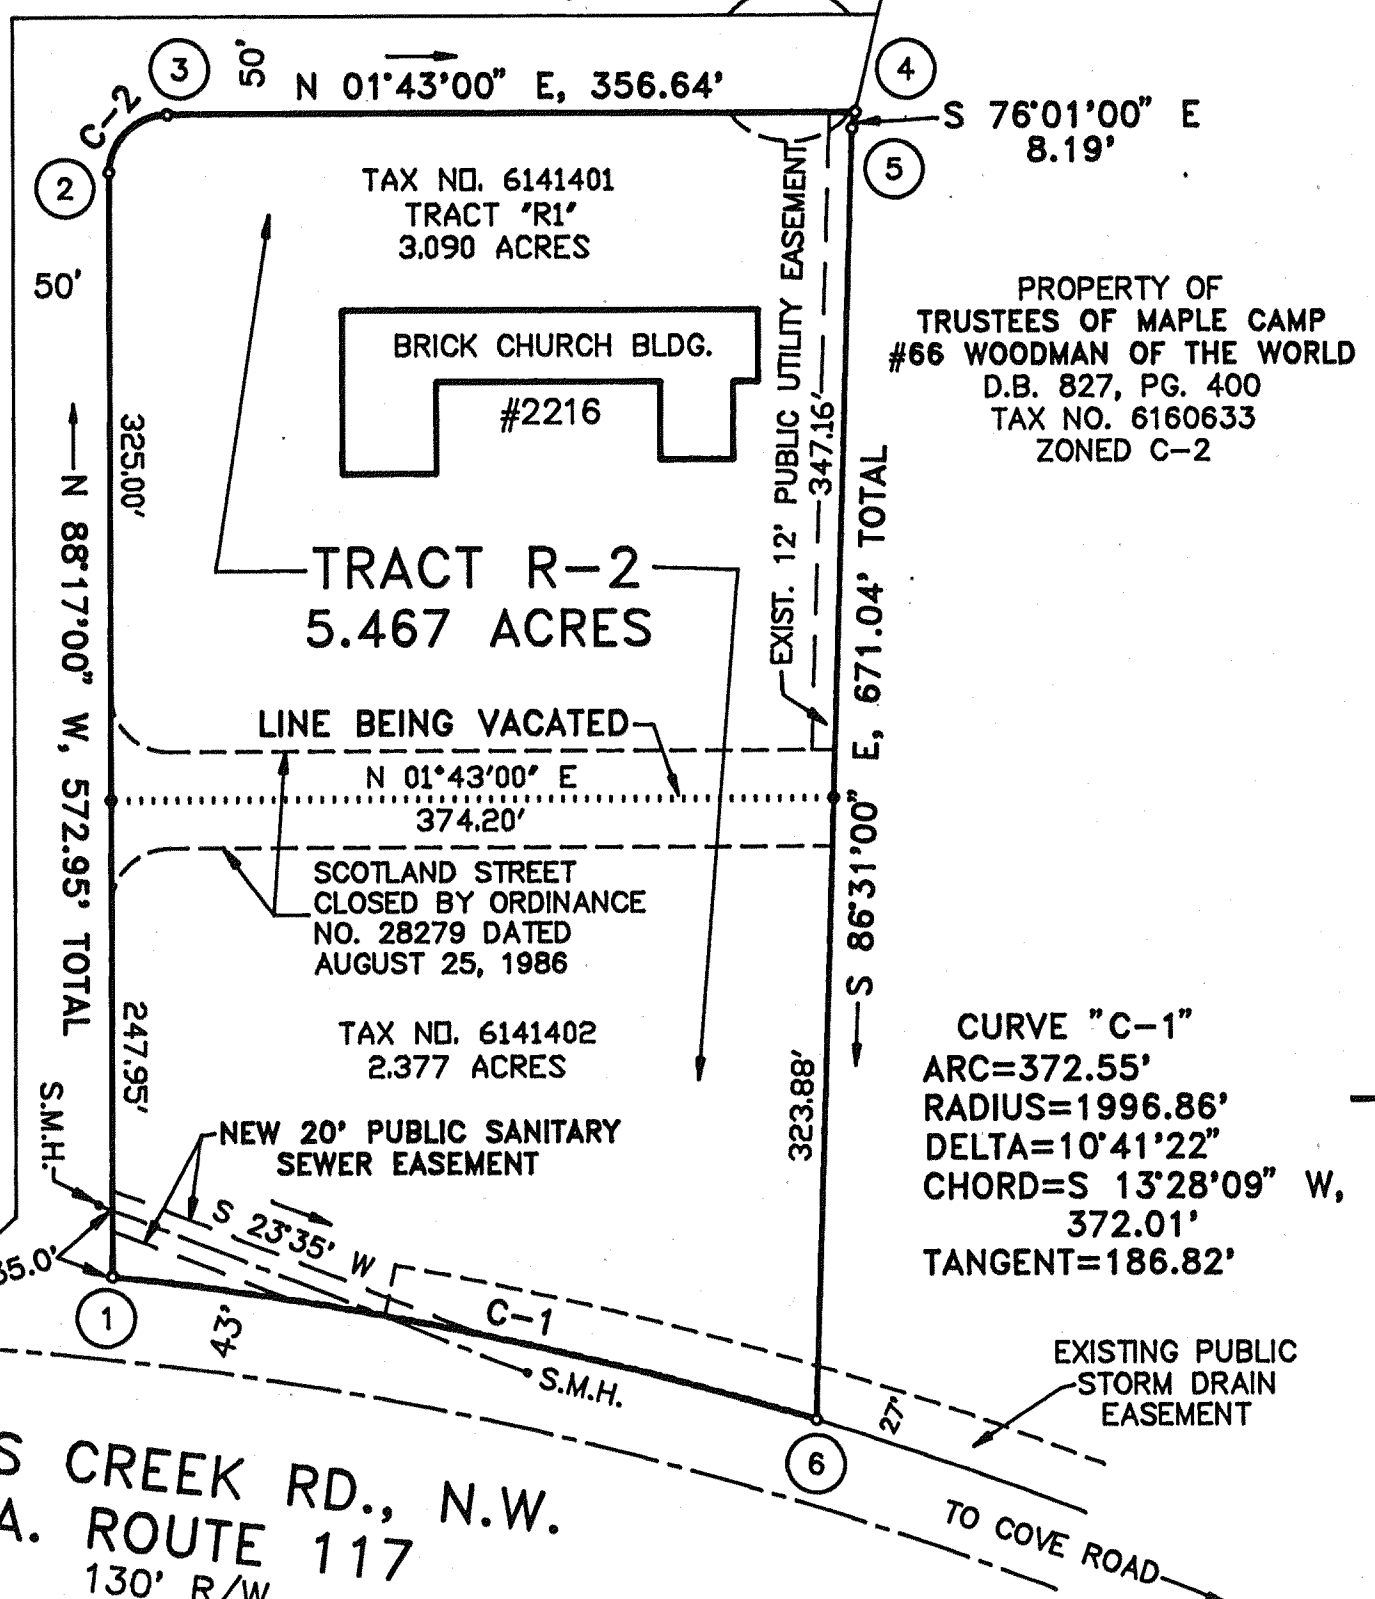 3
50'
N 01°43'00" E, 356.64'
4
C-2
S 76°01'00" E
8.19'
2
5
TAX NO. 6141401
TRACT "R1"
3.090 ACRES
50'
PROPERTY OF
TRUSTEES OF MAPLE CAMP
#66 WOODMAN OF THE WORLD
D.B. 827, PG. 400
TAX NO. 6160633
ZONED C-2
BRICK CHURCH BLDG.
#2216
EXIST. 12' PUBLIC UTILITY EASEMENT
347.16'
325.00'
N 88°17'00" W, 572.95' TOTAL
S 86°31'00" E, 671.04' TOTAL
TRACT R-2
5.467 ACRES
LINE BEING VACATED
N 01°43'00" E
374.20'
SCOTLAND STREET
CLOSED BY ORDINANCE
NO. 28279 DATED
AUGUST 25, 1986
247.95'
TAX NO. 6141402
2.377 ACRES
323.88'
CURVE "C-1"
ARC=372.55'
RADIUS=1996.86'
DELTA=10°41'22"
CHORD=S 13°28'09" W,
372.01'
TANGENT=186.82'
S.M.H.
NEW 20' PUBLIC SANITARY
SEWER EASEMENT
S 23°35' W
35.0'
1
43'
C-1
S.M.H.
EXISTING PUBLIC
STORM DRAIN
EASEMENT
27'
6
S CREEK RD., N.W.
A. ROUTE 117
130' R/W
TO COVE ROAD